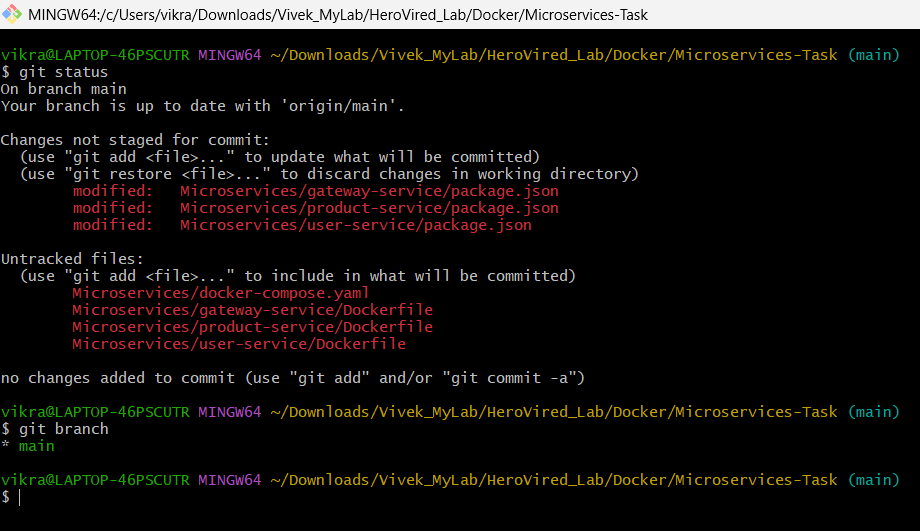 MINGW64:/c/Users/vikra/Downloads/Vivek_MyLab/HeroVired_Lab/Docker/Microservices-Task
vikra@LAPTOP-46PSCUTR MINGW64 ~/Downloads/Vivek_MyLab/HeroVired_Lab/Docker/Microservices-Task (main)
$ git status
On branch main
Your branch is up to date with 'origin/main'.
Changes not staged for commit:
  (use "git add <file>..." to update what will be committed)
  (use "git restore <file>..." to discard changes in working directory)
        modified:   Microservices/gateway-service/package.json
        modified:   Microservices/product-service/package.json
        modified:   Microservices/user-service/package.json
Untracked files:
  (use "git add <file>..." to include in what will be committed)
        Microservices/docker-compose.yaml
        Microservices/gateway-service/Dockerfile
        Microservices/product-service/Dockerfile
        Microservices/user-service/Dockerfile
no changes added to commit (use "git add" and/or "git commit -a")
vikra@LAPTOP-46PSCUTR MINGW64 ~/Downloads/Vivek_MyLab/HeroVired_Lab/Docker/Microservices-Task (main)
$ git branch
* main
vikra@LAPTOP-46PSCUTR MINGW64 ~/Downloads/Vivek_MyLab/HeroVired_Lab/Docker/Microservices-Task (main)
$